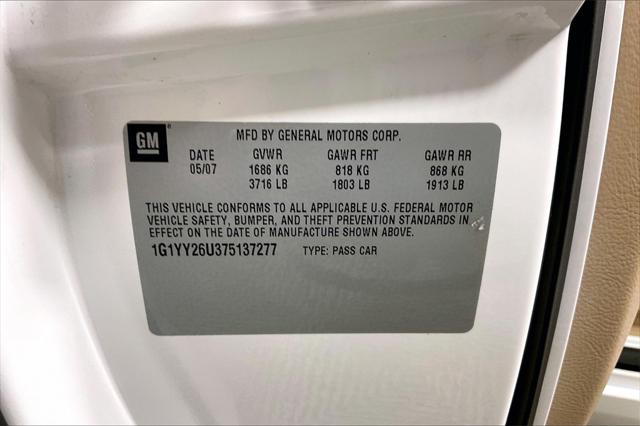 GM
MFD BY GENERAL MOTORS CORP.
DATE GVWR GAWR FRT GAWR RR
05/07 1686 KG 818 KG 868 KG
3716 LB 1803 LB 1913 LB
THIS VEHICLE CONFORMS TO ALL APPLICABLE U.S. FEDERAL MOTOR
VEHICLE SAFETY, BUMPER, AND THEFT PREVENTION STANDARDS IN
EFFECT ON THE DATE OF MANUFACTURE SHOWN ABOVE.
1G1YY26U375137277 TYPE: PASS CAR